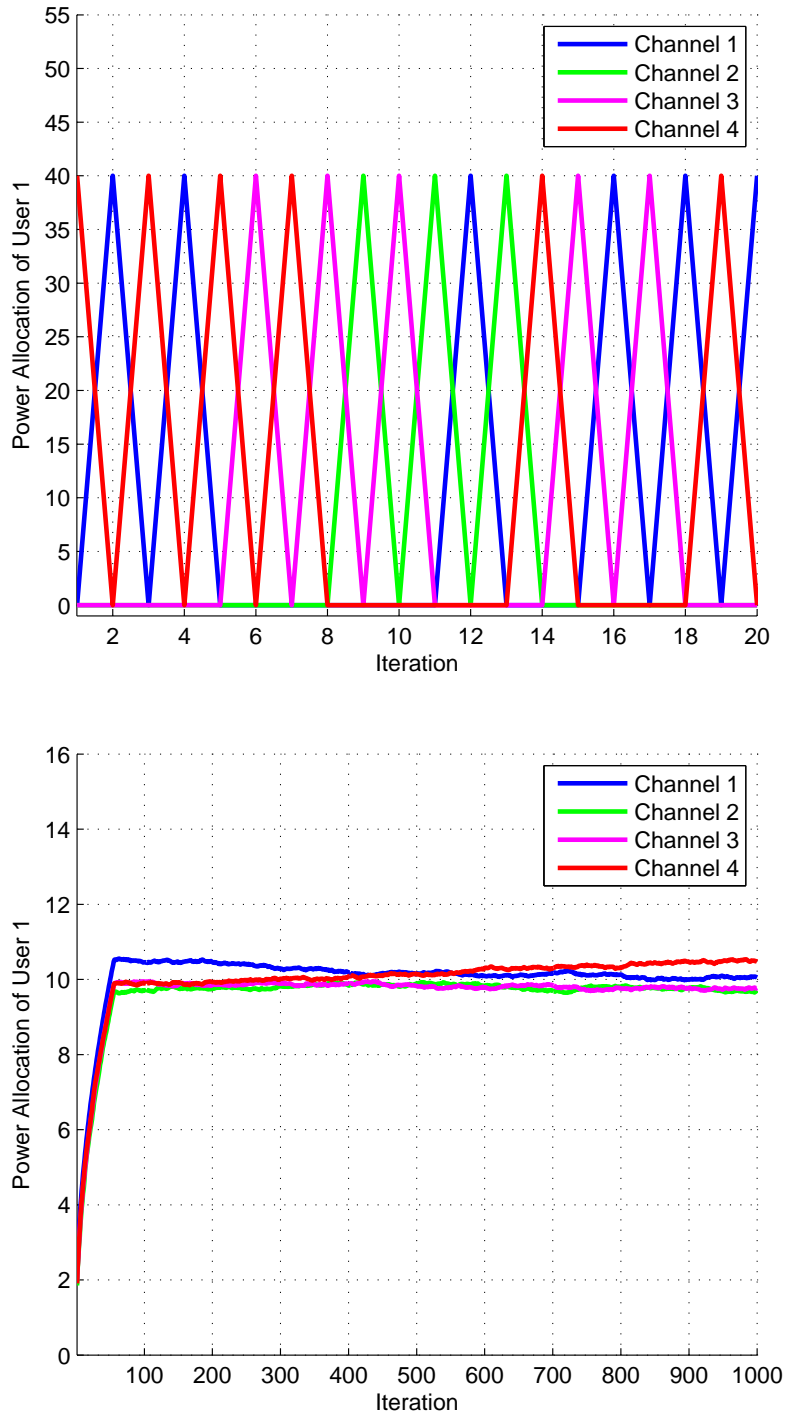 55
50
45
40
35
30
25
20
15
10
5
0
Power Allocation of User 1
Channel 1
Channel 2
Channel 3
Channel 4
2 4 6 8 10 12 14 16 18 20
Iteration
16
14
12
10
8
6
4
2
0
Power Allocation of User 1
Channel 1
Channel 2
Channel 3
Channel 4
100 200 300 400 500 600 700 800 900 1000
Iteration